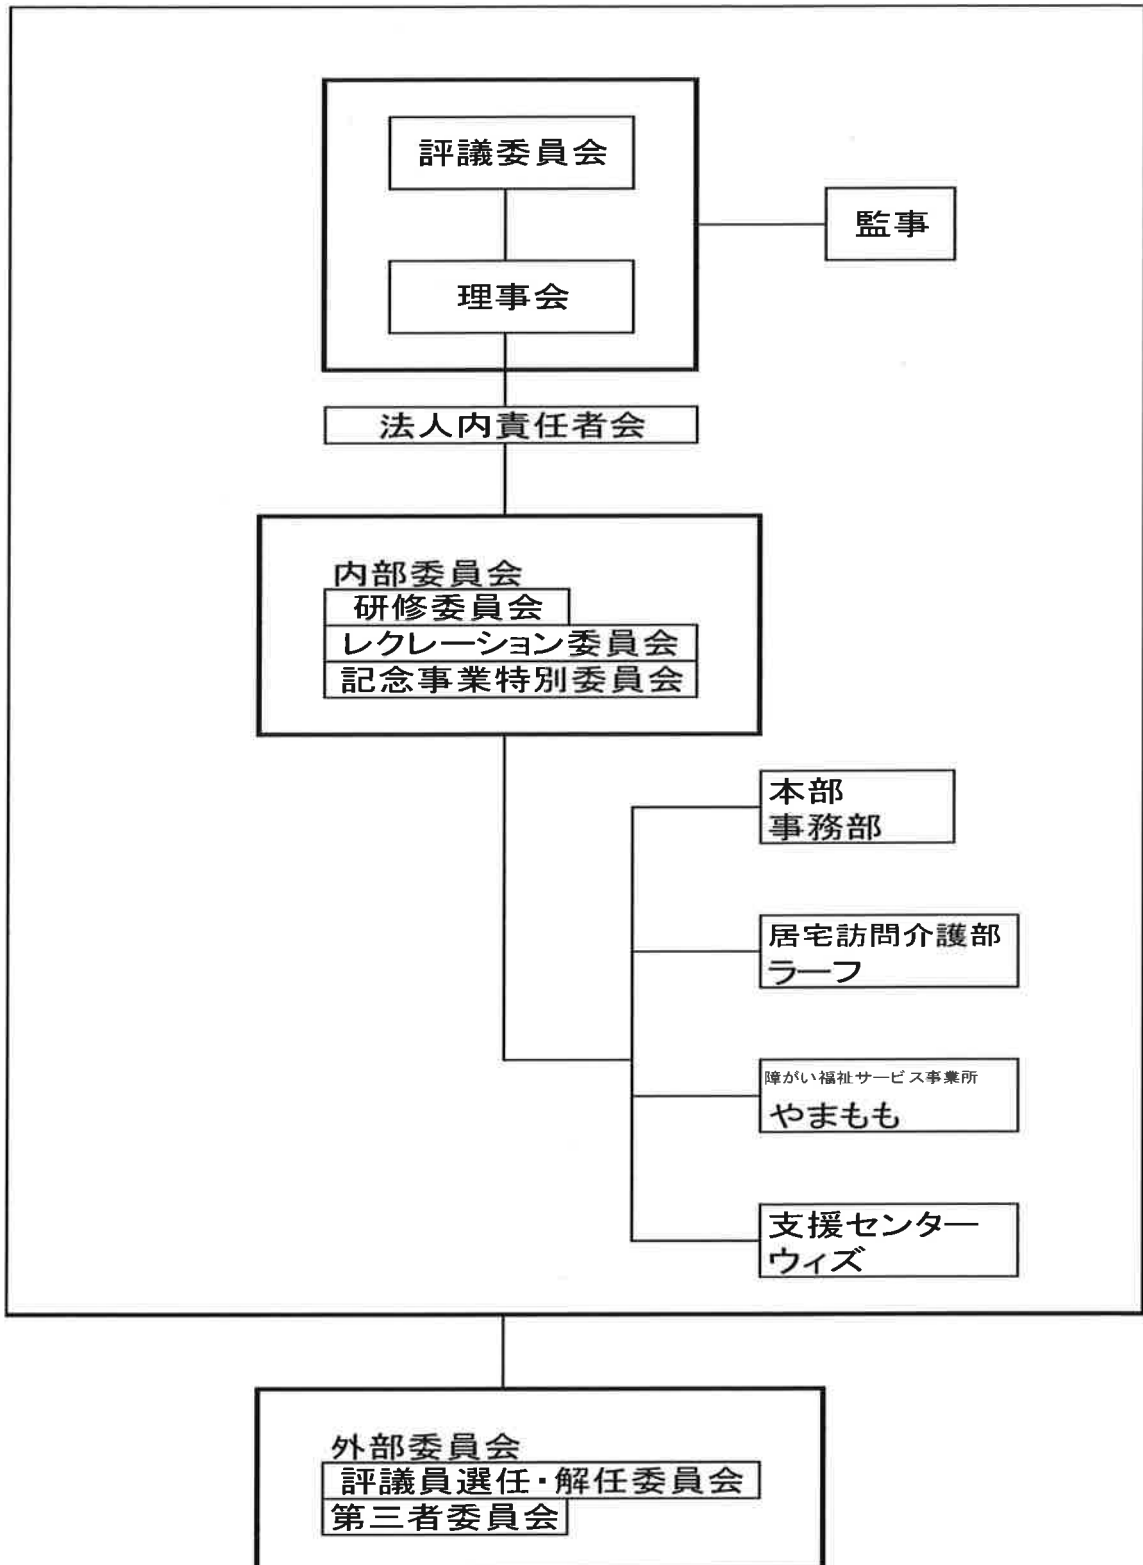 評議委員会
監事
理事会
法人内責任者会
内部委員会
研修委員会
レクレーション委員会
記念事業特別委員会
本部
事務部
居宅訪問介護部
ラーフ
障がい福祉サービス事業所
やまもも
支援センター
ウィズ
外部委員会
評議員選任・解任委員会
第三者委員会